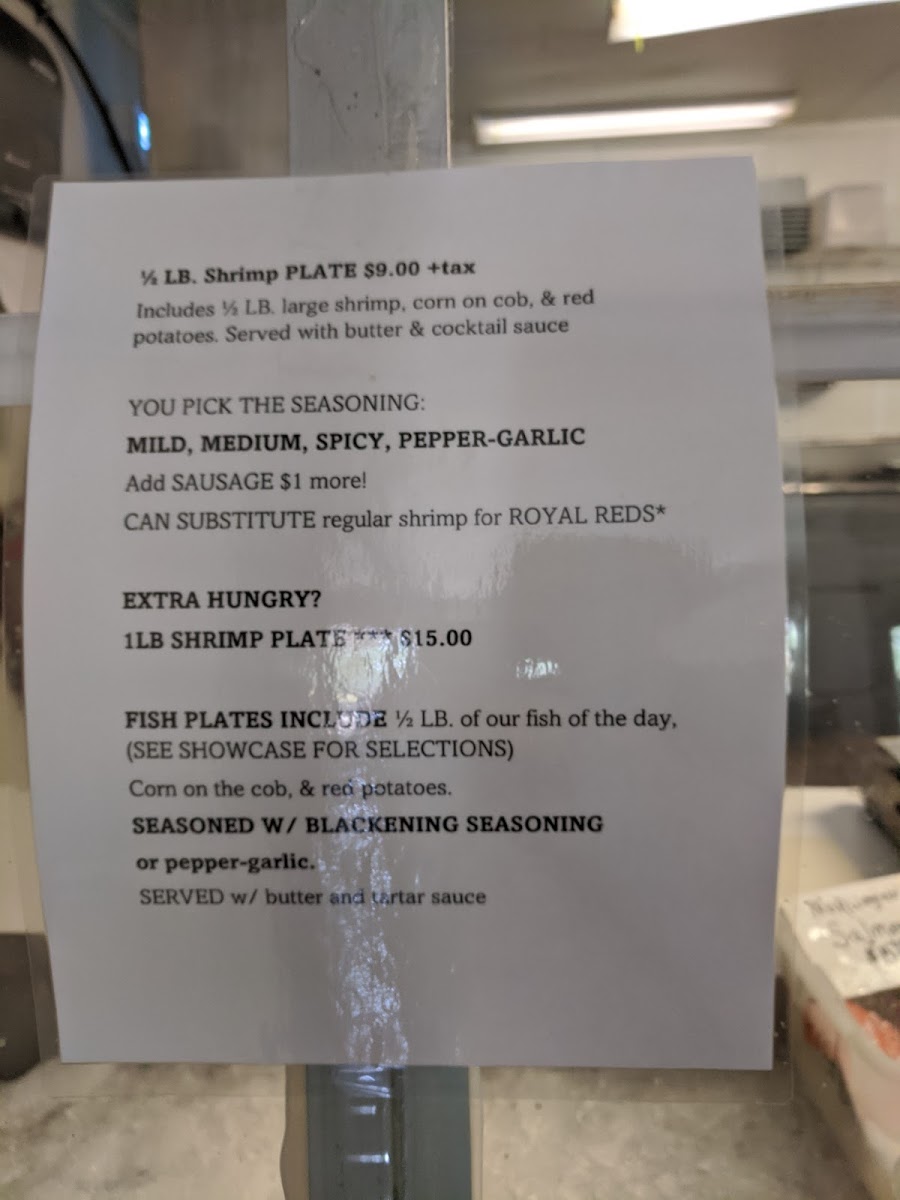 ½ LB. Shrimp PLATE $9.00 +tax
Includes ½ LB. large shrimp, corn on cob, & red
potatoes. Served with butter & cocktail sauce
YOU PICK THE SEASONING:
MILD, MEDIUM, SPICY, PEPPER-GARLIC
Add SAUSAGE $1 more!
CAN SUBSTITUTE regular shrimp for ROYAL REDS*
EXTRA HUNGRY?
1LB SHRIMP PLATE *** $15.00
FISH PLATES INCLUDE ½ LB. of our fish of the day,
(SEE SHOWCASE FOR SELECTIONS)
Corn on the cob, & red potatoes.
SEASONED W/ BLACKENING SEASONING
or pepper-garlic.
SERVED w/ butter and tartar sauce